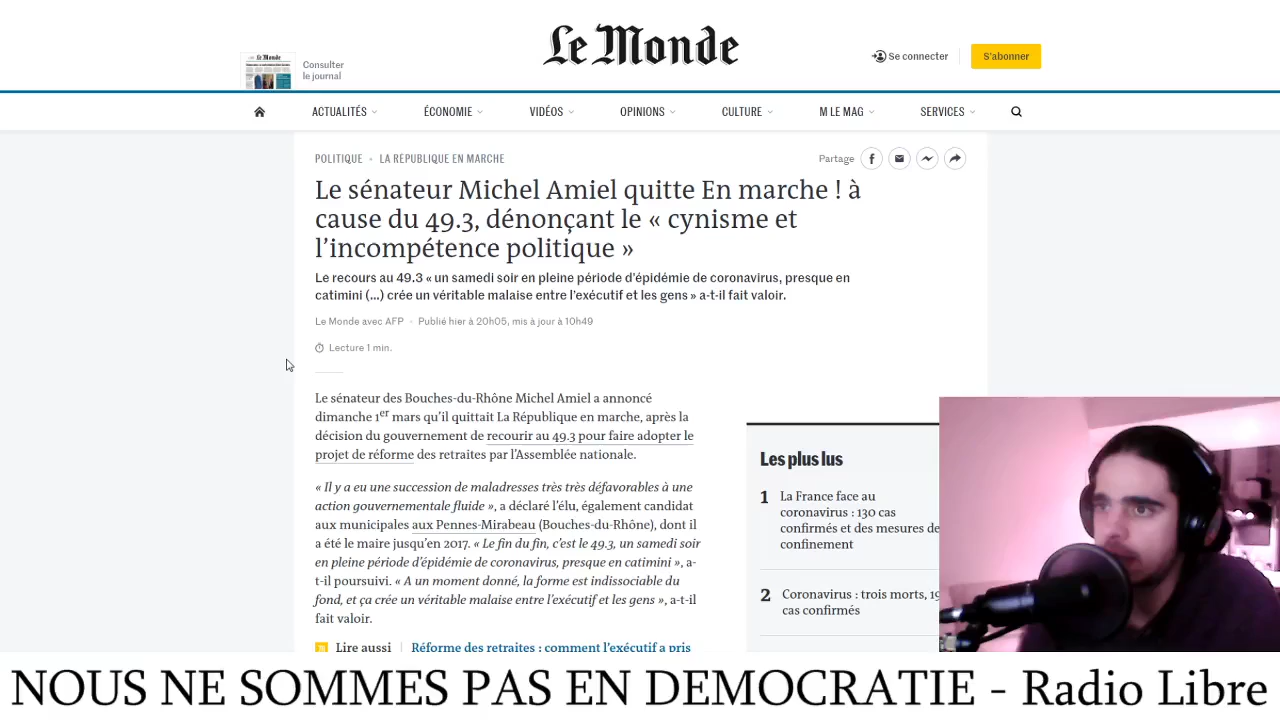 Le Monde
Consulter
le journal
Se connecter
S'abonner
ACTUALITÉS
ÉCONOMIE
VIDÉOS
OPINIONS
CULTURE
M LE MAG
SERVICES
POLITIQUE • LA RÉPUBLIQUE EN MARCHE
Partage
Le sénateur Michel Amiel quitte En marche ! à
cause du 49.3, dénonçant le « cynisme et
l'incompétence politique »
Le recours au 49.3 « un samedi soir en pleine période d'épidémie de coronavirus, presque en
catimini (…) crée un véritable malaise entre l'exécutif et les gens » a-t-il fait valoir.
Le Monde avec AFP • Publié hier à 20h05, mis à jour à 10h49
Lecture 1 min.
Le sénateur des Bouches-du-Rhône Michel Amiel a annoncé
dimanche 1er mars qu'il quittait La République en marche, après la
décision du gouvernement de recourir au 49.3 pour faire adopter le
projet de réforme des retraites par l'Assemblée nationale.
« Il y a eu une succession de maladresses très très défavorables à une
action gouvernementale fluide », a déclaré l'élu, également candidat
aux municipales aux Pennes-Mirabeau (Bouches-du-Rhône), dont il
a été le maire jusqu'en 2017. « Le fin du fin, c'est le 49.3, un samedi soir
en pleine période d'épidémie de coronavirus, presque en catimini », a-
t-il poursuivi. « A un moment donné, la forme est indissociable du
fond, et ça crée un véritable malaise entre l'exécutif et les gens », a-t-il
fait valoir.
Lire aussi | Réforme des retraites : comment l'exécutif a pris
Les plus lus
1 La France face au
coronavirus : 130 cas
confirmés et des mesures de
confinement
2 Coronavirus : trois morts, 19
cas confirmés
NOUS NE SOMMES PAS EN DEMOCRATIE - Radio Libre